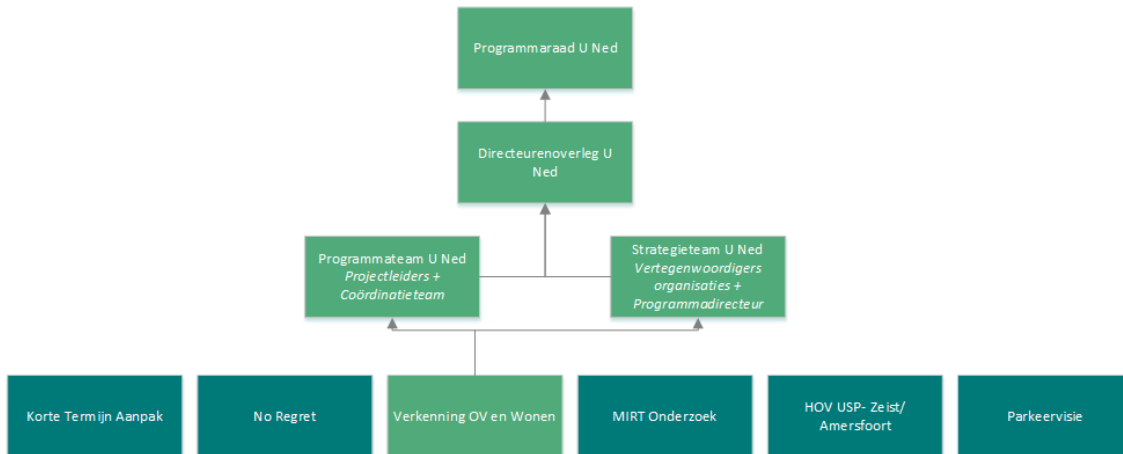 Programmaraad U Ned
Directeurenoverleg U
Ned
Programmateam U Ned
Projectleiders +
Coördinatieteam
Strategieteam U Ned
Vertegenwoordigers
organisaties +
Programmadirecteur
Korte Termijn Aanpak
No Regret
Verkenning OV en Wonen
MIRT Onderzoek
HOV USP- Zeist/
Amersfoort
Parkeervisie